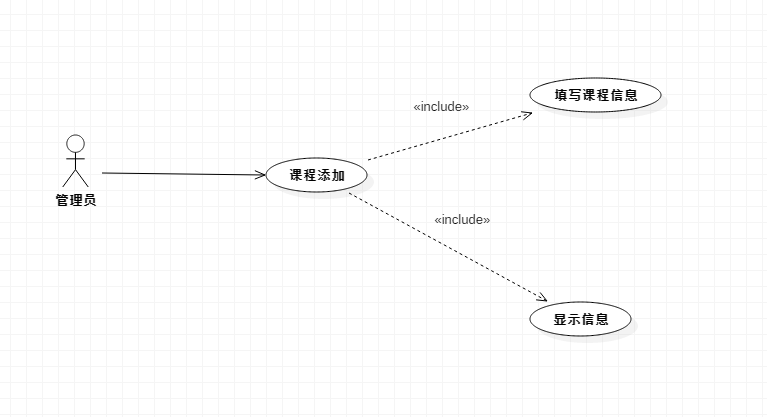 填写课程信息
«include»
课程添加
管理员
«include»
显示信息